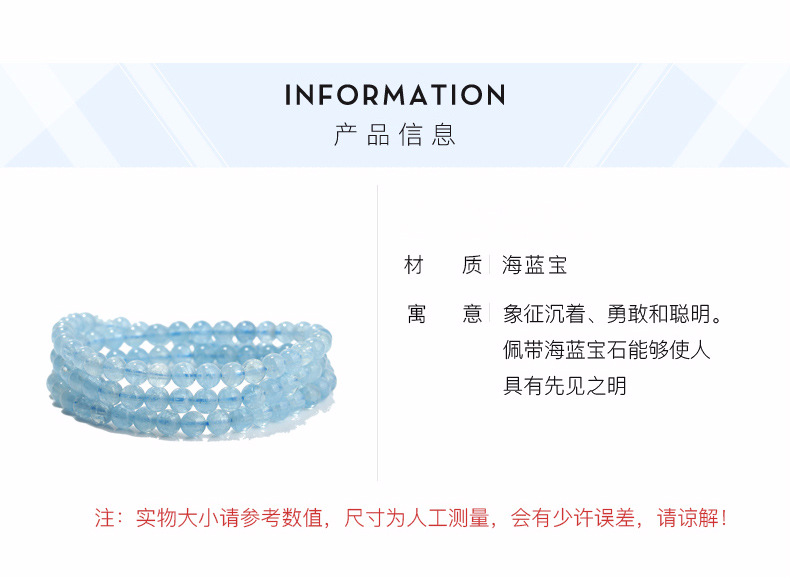 INFORMATION
产品信息
材 质 海蓝宝
寓 意 象征沉着、勇敢和聪明。
佩带海蓝宝石能够使人
具有先见之明
注：实物大小请参考数值，尺寸为人工测量，会有少许误差，请谅解！